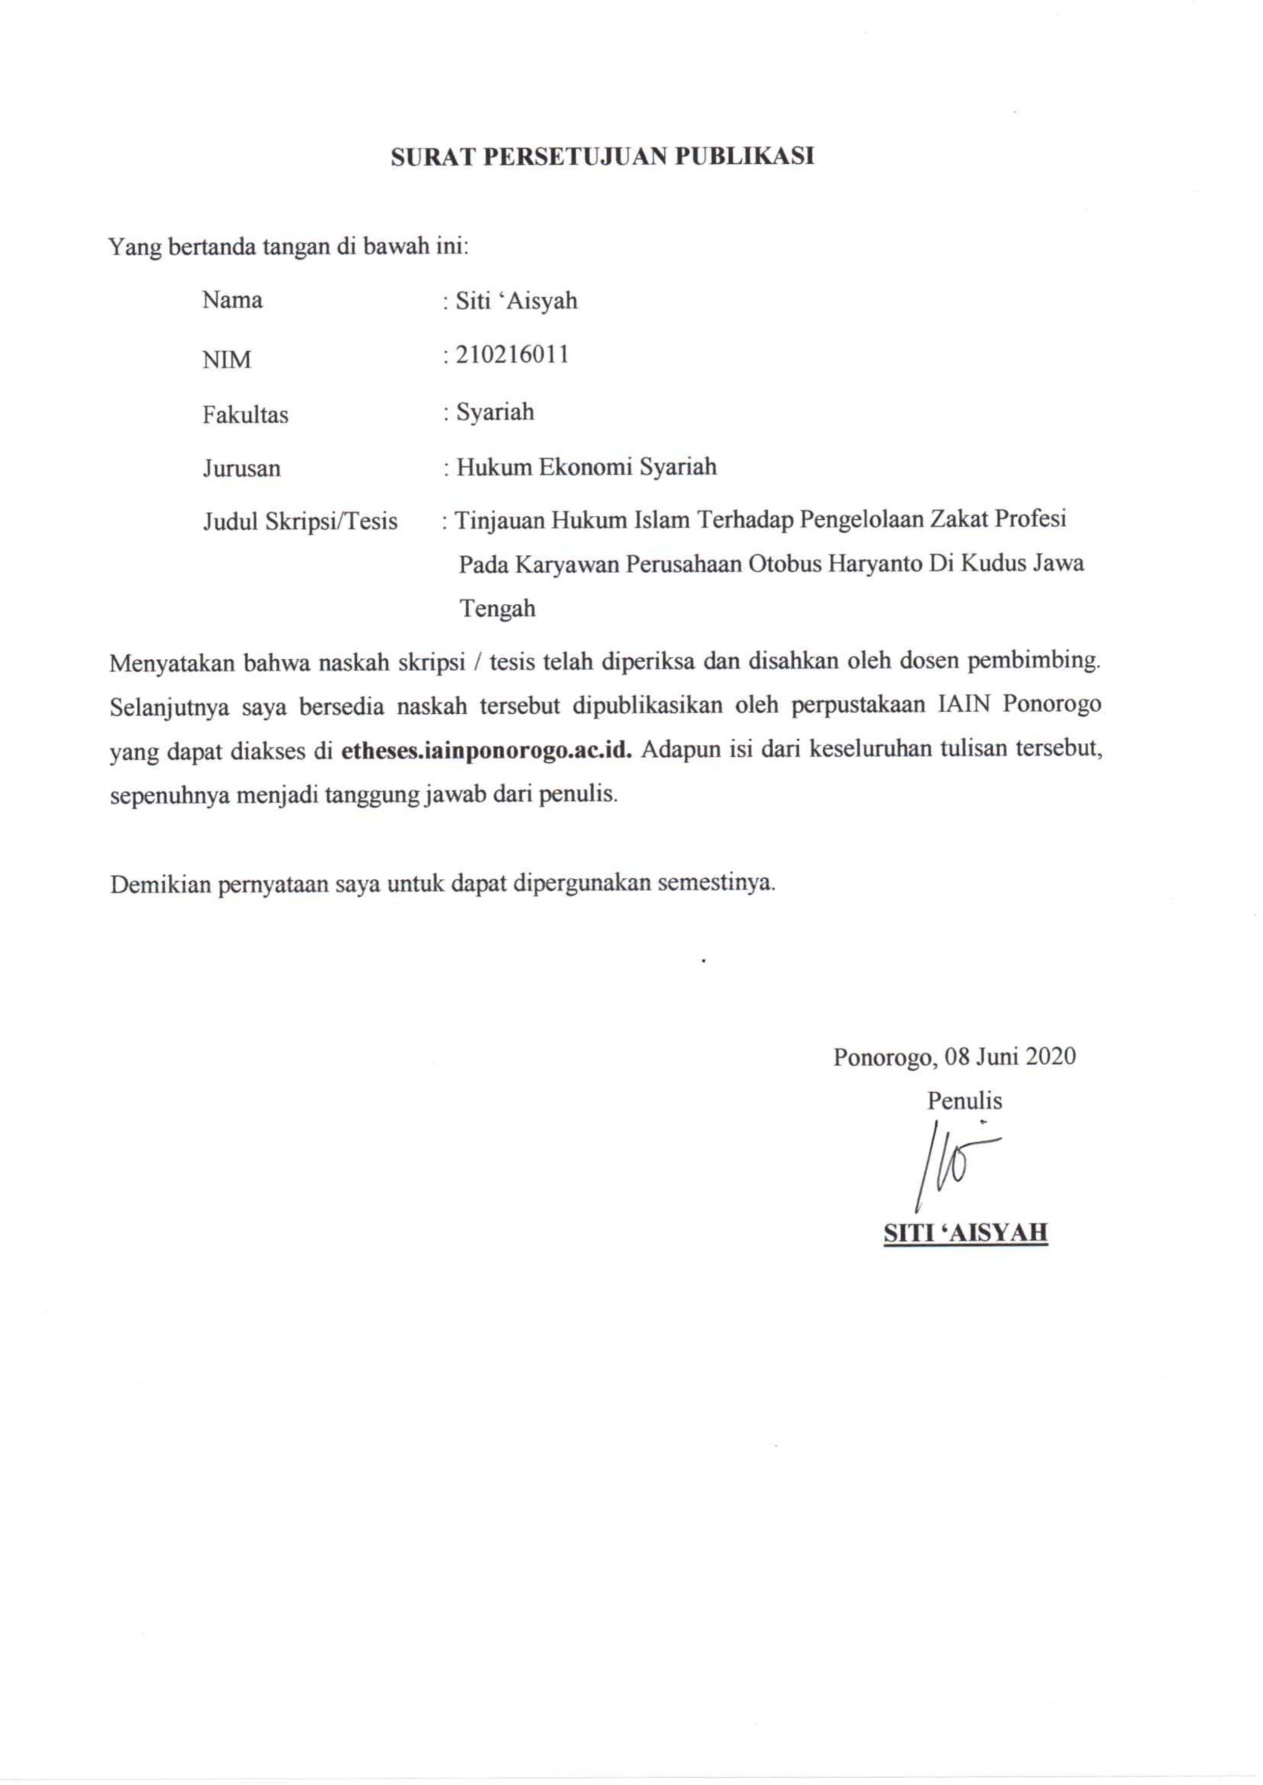 SURAT PERSETUJUAN PUBLIKASI
Yang bertanda tangan di bawah ini:
Nama : Siti ‘Aisyah
NIM : 210216011
Fakultas : Syariah
Jurusan : Hukum Ekonomi Syariah
Judul Skripsi/Tesis : Tinjauan Hukum Islam Terhadap Pengelolaan Zakat Profesi
Pada Karyawan Perusahaan Otobus Haryanto Di Kudus Jawa
Tengah
Menyatakan bahwa naskah skripsi / tesis telah diperiksa dan disahkan oleh dosen pembimbing.
Selanjutnya saya bersedia naskah tersebut dipublikasikan oleh perpustakaan IAIN Ponorogo
yang dapat diakses di etheses.iainponorogo.ac.id. Adapun isi dari keseluruhan tulisan tersebut,
sepenuhnya menjadi tanggung jawab dari penulis.
Demikian pernyataan saya untuk dapat dipergunakan semestinya.
Ponorogo, 08 Juni 2020
Penulis
SITI ‘AISYAH